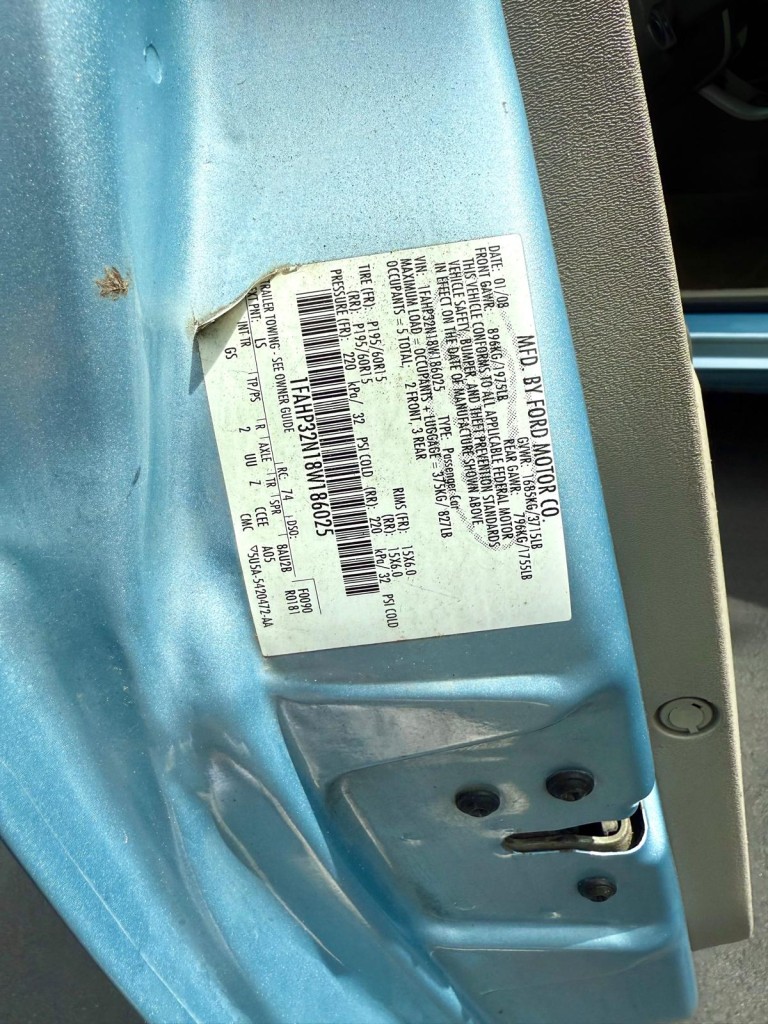 MFD. BY FORD MOTOR CO.
DATE: 01/08 GVWR: 1685KG/3715LB
FRONT GAWR: 896KG/1975LB REAR GAWR: 796KG/1755LB
THIS VEHICLE CONFORMS TO ALL APPLICABLE FEDERAL MOTOR
VEHICLE SAFETY, BUMPER, AND THEFT PREVENTION STANDARDS
IN EFFECT ON THE DATE OF MANUFACTURE SHOWN ABOVE.
VIN: 1FAHP32N18W186025 TYPE: Passenger Car
MAXIMUM LOAD = OCCUPANTS + LUGGAGE = 375KG/ 827LB
OCCUPANTS = 5 TOTAL, 2 FRONT, 3 REAR
TIRE (FR): P195/60R15 RIMS (FR): 15X6.0
(RR): P195/60R15 (RR): 15X6.0
PRESSURE (FR): 220 kPa/ 32 PSI COLD (RR): 220 kPa/ 32 PSI COLD
1FAHP32N18W186025
TRAILER TOWING - SEE OWNER GUIDE F0090
EXT PNT: LS RC: 74 DSO: R0181
INT TR TP/PS R AXLE TR SPR 8AU2B
GS 2 UU Z CCEE A05
CMC 5U5A-5420472-AA